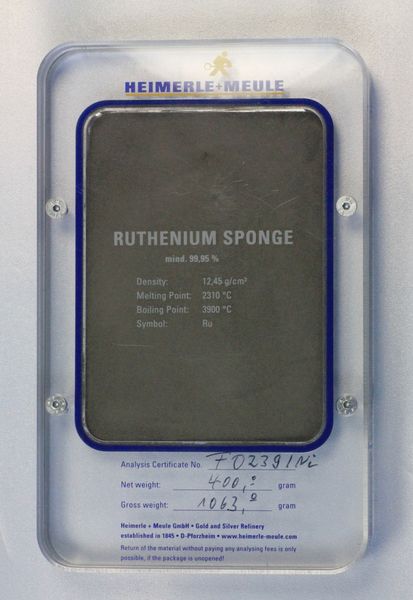 HEIMERLE+MEULE
RUTHENIUM SPONGE
mind. 99,95 %
Density: 12,45 g/cm³
Melting Point: 2310 °C
Boiling Point: 3900 °C
Symbol: Ru
Analysis Certificate No. F02391Ni
Net weight: 400,0 gram
Gross weight: 1063,0 gram
Heimerle + Meule GmbH • Gold and Silver Refinery
established in 1845 • D-Pforzheim • www.heimerle-meule.com
Return of the material without paying any analysing fees is only
possible, if the package is unopened!